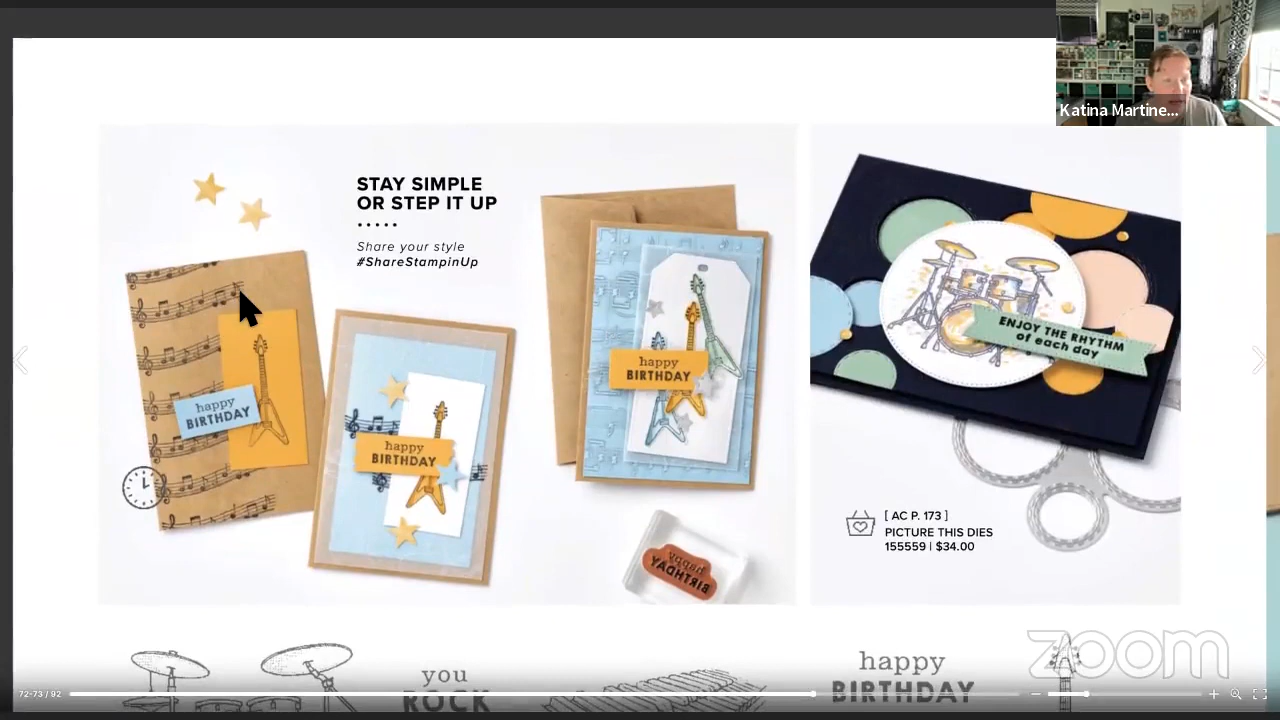 Katina Martine...
STAY SIMPLE
OR STEP IT UP
Share your style
#ShareStampinUp
happy
BIRTHDAY
happy
BIRTHDAY
happy
BIRTHDAY
ENJOY THE RHYTHM
of each day
happy
BIRTHDAY
[ AC P. 173 ]
PICTURE THIS DIES
155559 | $34.00
you
ROCK
happy
BIRTHDAY
zoom
72-73 / 92